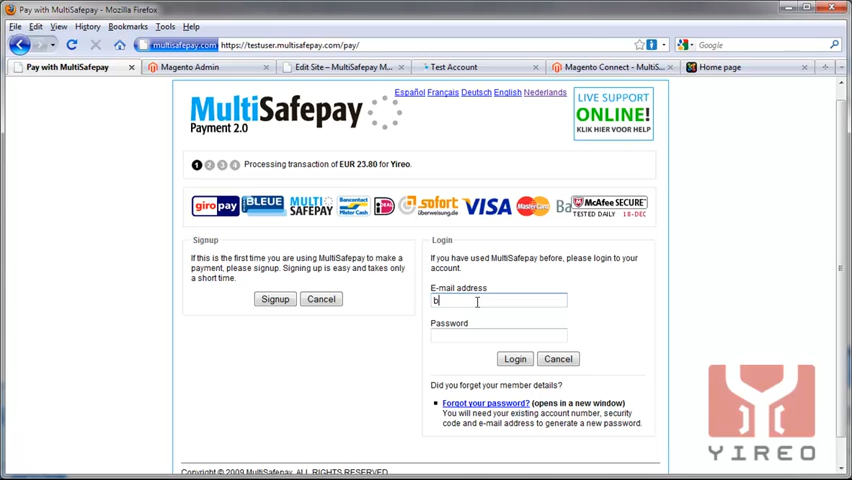 Pay with MultiSafepay - Mozilla Firefox
File Edit View History Bookmarks Tools Help
multisafepay.com https://testuser.multisafepay.com/pay/ Google
Pay with MultiSafepay Magento Admin Edit Site – MultiSafepay M... Test Account Magento Connect - MultiS... Home page
Español Français Deutsch English Nederlands
MultiSafepay
Payment 2.0
LIVE SUPPORT
ONLINE!
KLIK HIER VOOR HELP
1 2 3 4 Processing transaction of EUR 23.80 for Yireo.
giropay BLEUE MULTI SAFEPAY Bancontact Mister Cash iDEAL sofort überweisung.de VISA MasterCard Ba McAfee SECURE
TESTED DAILY 18-DEC
Signup
If this is the first time you are using MultiSafepay to make a
payment, please signup. Signing up is easy and takes only
a short time.
Signup Cancel
Login
If you have used MultiSafepay before, please login to your
account.
E-mail address
b
Password
Login Cancel
Did you forget your member details?
Forgot your password? (opens in a new window)
You will need your existing account number, security
code and e-mail address to generate a new password.
YIREO
Copyright © 2009 MultiSafepay. ALL RIGHTS RESERVED.